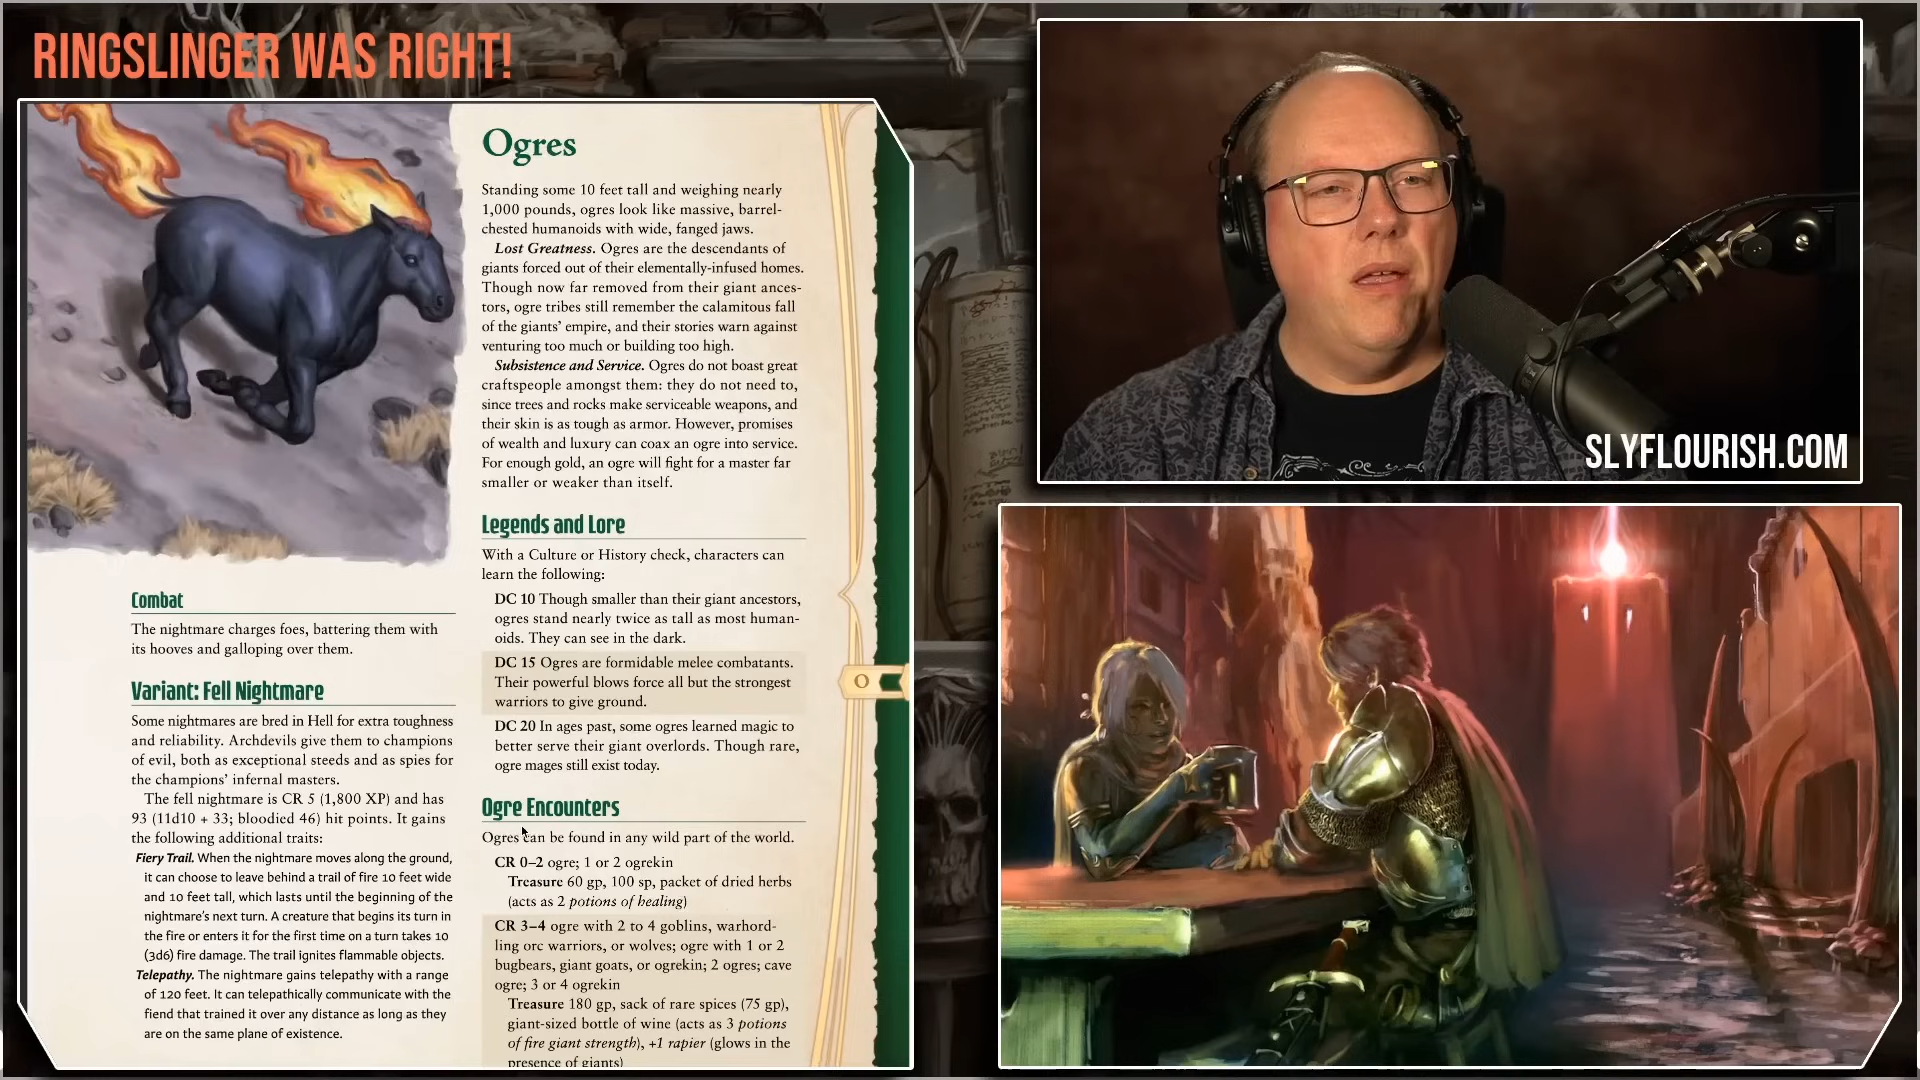 RINGSLINGER WAS RIGHT!
Combat
The nightmare charges foes, battering them with
its hooves and galloping over them.
Variant: Fell Nightmare
Some nightmares are bred in Hell for extra toughness
and reliability. Archdevils give them to champions
of evil, both as exceptional steeds and as spies for
the champions' infernal masters.
The fell nightmare is CR 5 (1,800 XP) and has
93 (11d10 + 33; bloodied 46) hit points. It gains
the following additional traits:
Fiery Trail. When the nightmare moves along the ground,
it can choose to leave behind a trail of fire 10 feet wide
and 10 feet tall, which lasts until the beginning of the
nightmare's next turn. A creature that begins its turn in
the fire or enters it for the first time on a turn takes 10
(3d6) fire damage. The trail ignites flammable objects.
Telepathy. The nightmare gains telepathy with a range
of 120 feet. It can telepathically communicate with the
fiend that trained it over any distance as long as they
are on the same plane of existence.
Ogres
Standing some 10 feet tall and weighing nearly
1,000 pounds, ogres look like massive, barrel-
chested humanoids with wide, fanged jaws.
Lost Greatness. Ogres are the descendants of
giants forced out of their elementally-infused homes.
Though now far removed from their giant ances-
tors, ogre tribes still remember the calamitous fall
of the giants' empire, and their stories warn against
venturing too much or building too high.
Subsistence and Service. Ogres do not boast great
craftspeople amongst them: they do not need to,
since trees and rocks make serviceable weapons, and
their skin is as tough as armor. However, promises
of wealth and luxury can coax an ogre into service.
For enough gold, an ogre will fight for a master far
smaller or weaker than itself.
Legends and Lore
With a Culture or History check, characters can
learn the following:
DC 10 Though smaller than their giant ancestors,
ogres stand nearly twice as tall as most human-
oids. They can see in the dark.
DC 15 Ogres are formidable melee combatants.
Their powerful blows force all but the strongest
warriors to give ground.
DC 20 In ages past, some ogres learned magic to
better serve their giant overlords. Though rare,
ogre mages still exist today.
Ogre Encounters
Ogres can be found in any wild part of the world.
CR 0–2 ogre; 1 or 2 ogrekin
Treasure 60 gp, 100 sp, packet of dried herbs
(acts as 2 potions of healing)
CR 3–4 ogre with 2 to 4 goblins, warhord-
ling orc warriors, or wolves; ogre with 1 or 2
bugbears, giant goats, or ogrekin; 2 ogres; cave
ogre; 3 or 4 ogrekin
Treasure 180 gp, sack of rare spices (75 gp),
giant-sized bottle of wine (acts as 3 potions
of fire giant strength), +1 rapier (glows in the
presence of giants)
O
SLYFLOURISH.COM